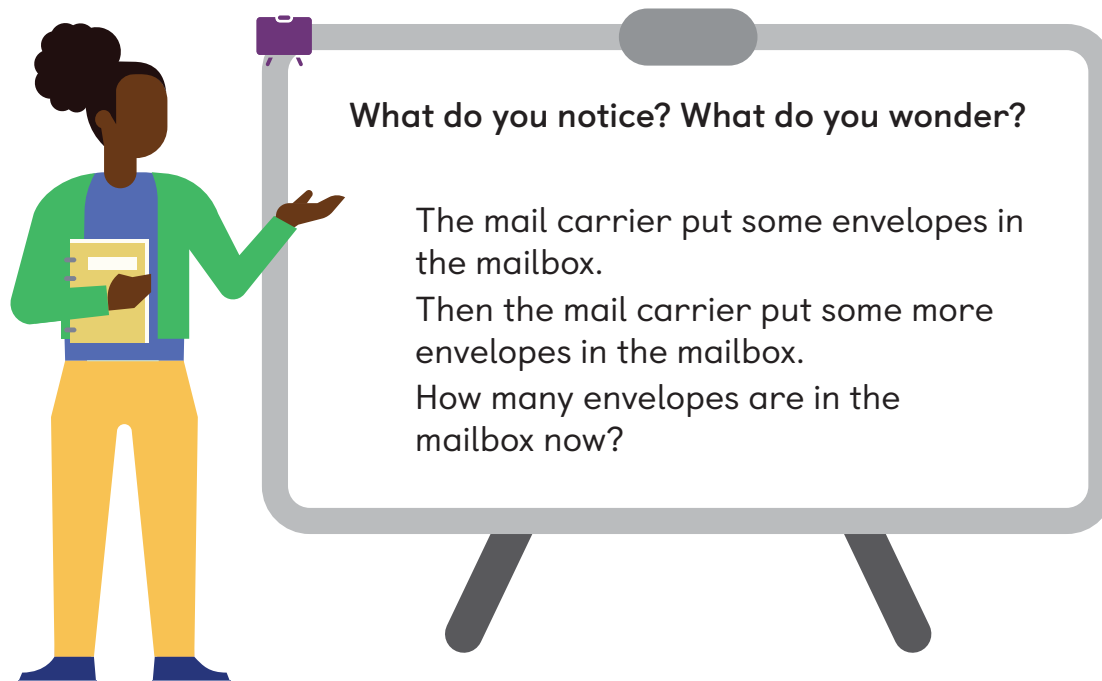 What do you notice? What do you wonder?
The mail carrier put some envelopes in
the mailbox.
Then the mail carrier put some more
envelopes in the mailbox.
How many envelopes are in the
mailbox now?